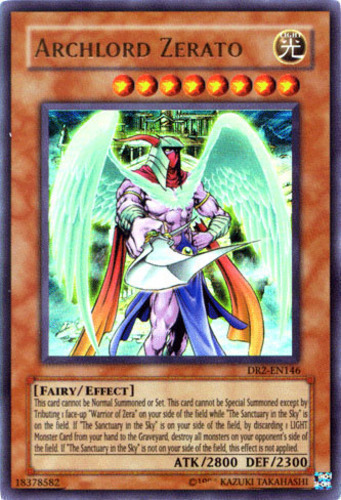 ARCHLORD ZERATO
LIGHT
光
DR2-EN146
[FAIRY/EFFECT]
This card cannot be Normal Summoned or Set. This card cannot be Special Summoned except by
Tributing 1 face-up "Warrior of Zera" on your side of the field while "The Sanctuary in the Sky" is
on the field. If "The Sanctuary in the Sky" is on your side of the field, by discarding 1 LIGHT
Monster Card from your hand to the Graveyard, destroy all monsters on your opponent's side of
the field. If "The Sanctuary in the Sky" is not on your side of the field, this effect is not applied.
ATK/2800 DEF/2300
18378582
KAZUKI TAKAHASHI